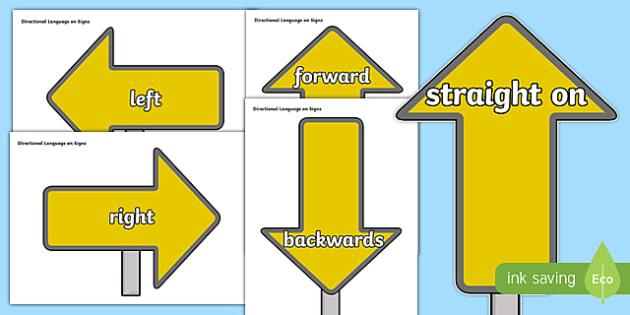 Directional Language on Signs
left
Directional Language on Signs
forward
straight on
Directional Language on Signs
right
Directional Language on Signs
backwards
ink saving
Eco